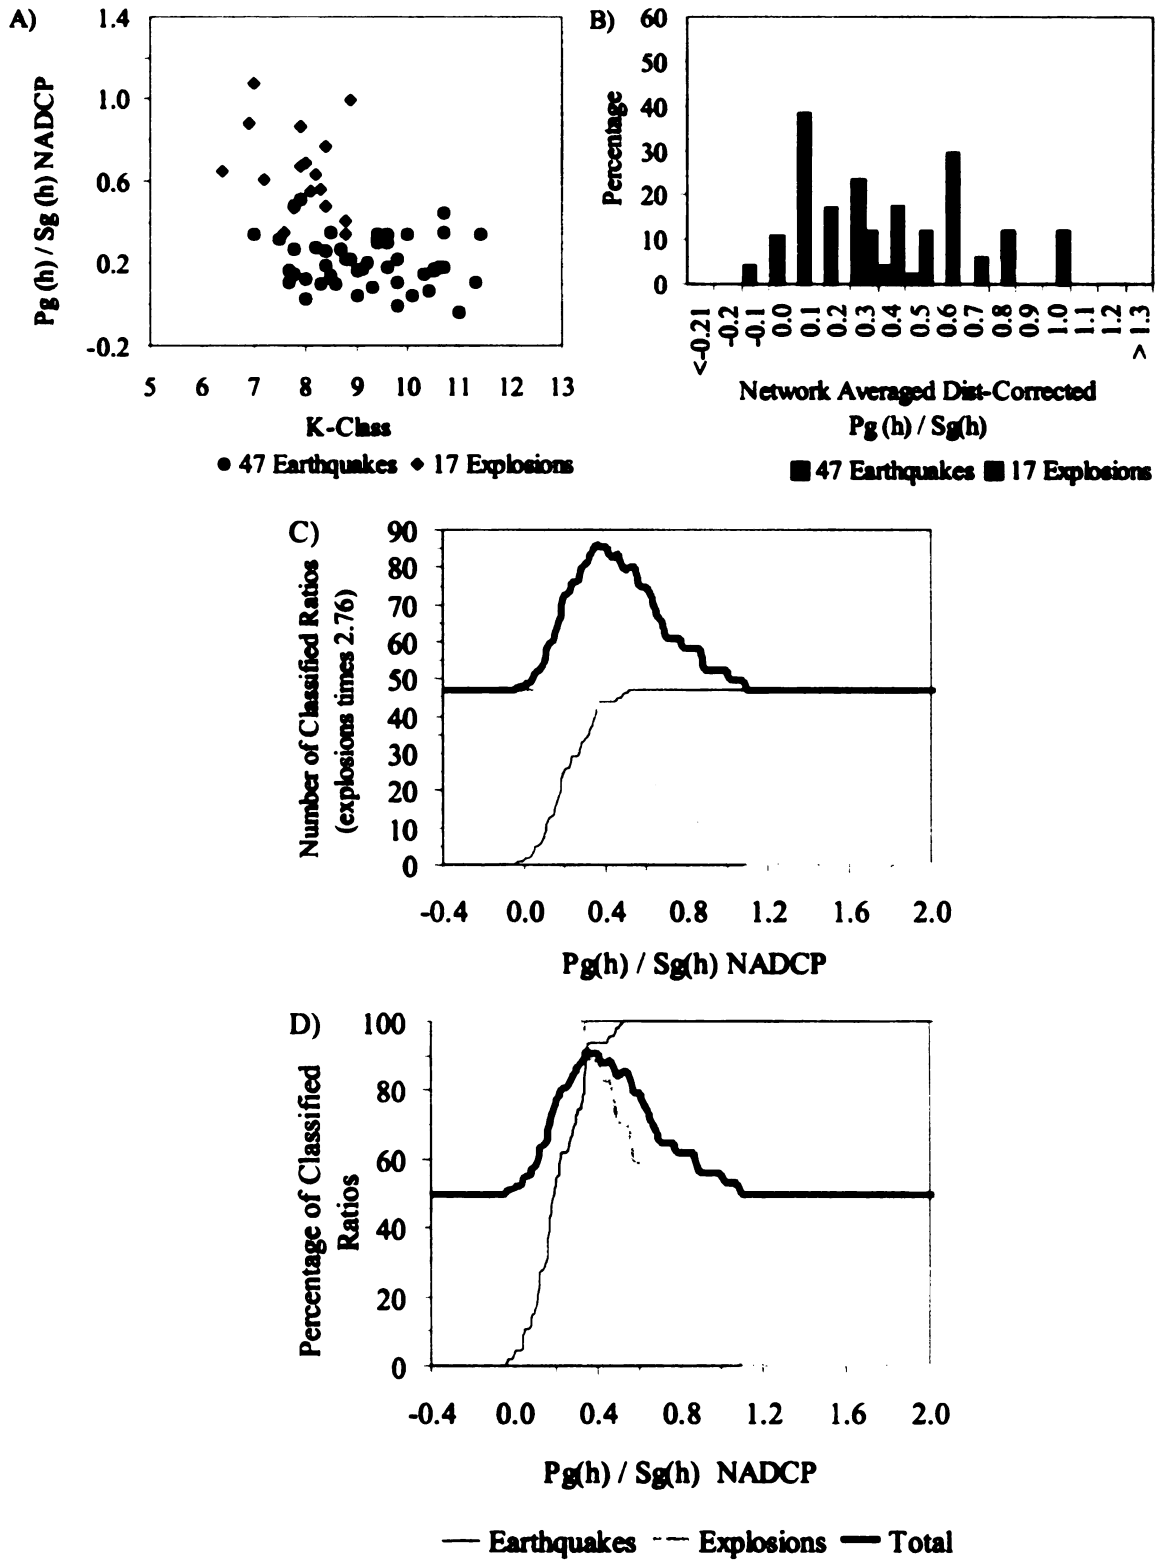 A)
Pg (h) / Sg (h) NADCP
1.4
1.0
0.6
0.2
-0.2
5 6 7 8 9 10 11 12 13
K-Class
47 Earthquakes 17 Explosions
B)
Percentage
60
50
40
30
20
10
0
<-0.21 -0.2 -0.1 0.0 0.1 0.2 0.3 0.4 0.5 0.6 0.7 0.8 0.9 1.0 1.1 1.2 > 1.3
Network Averaged Dist-Corrected
Pg (h) / Sg(h)
47 Earthquakes 17 Explosions
C)
Number of Classified Ratios
(explosions times 2.76)
90
80
70
60
50
40
30
20
10
0
-0.4 0.0 0.4 0.8 1.2 1.6 2.0
Pg(h) / Sg(h) NADCP
D)
Percentage of Classified
Ratios
100
80
60
40
20
0
-0.4 0.0 0.4 0.8 1.2 1.6 2.0
Pg(h) / Sg(h) NADCP
Earthquakes Explosions Total